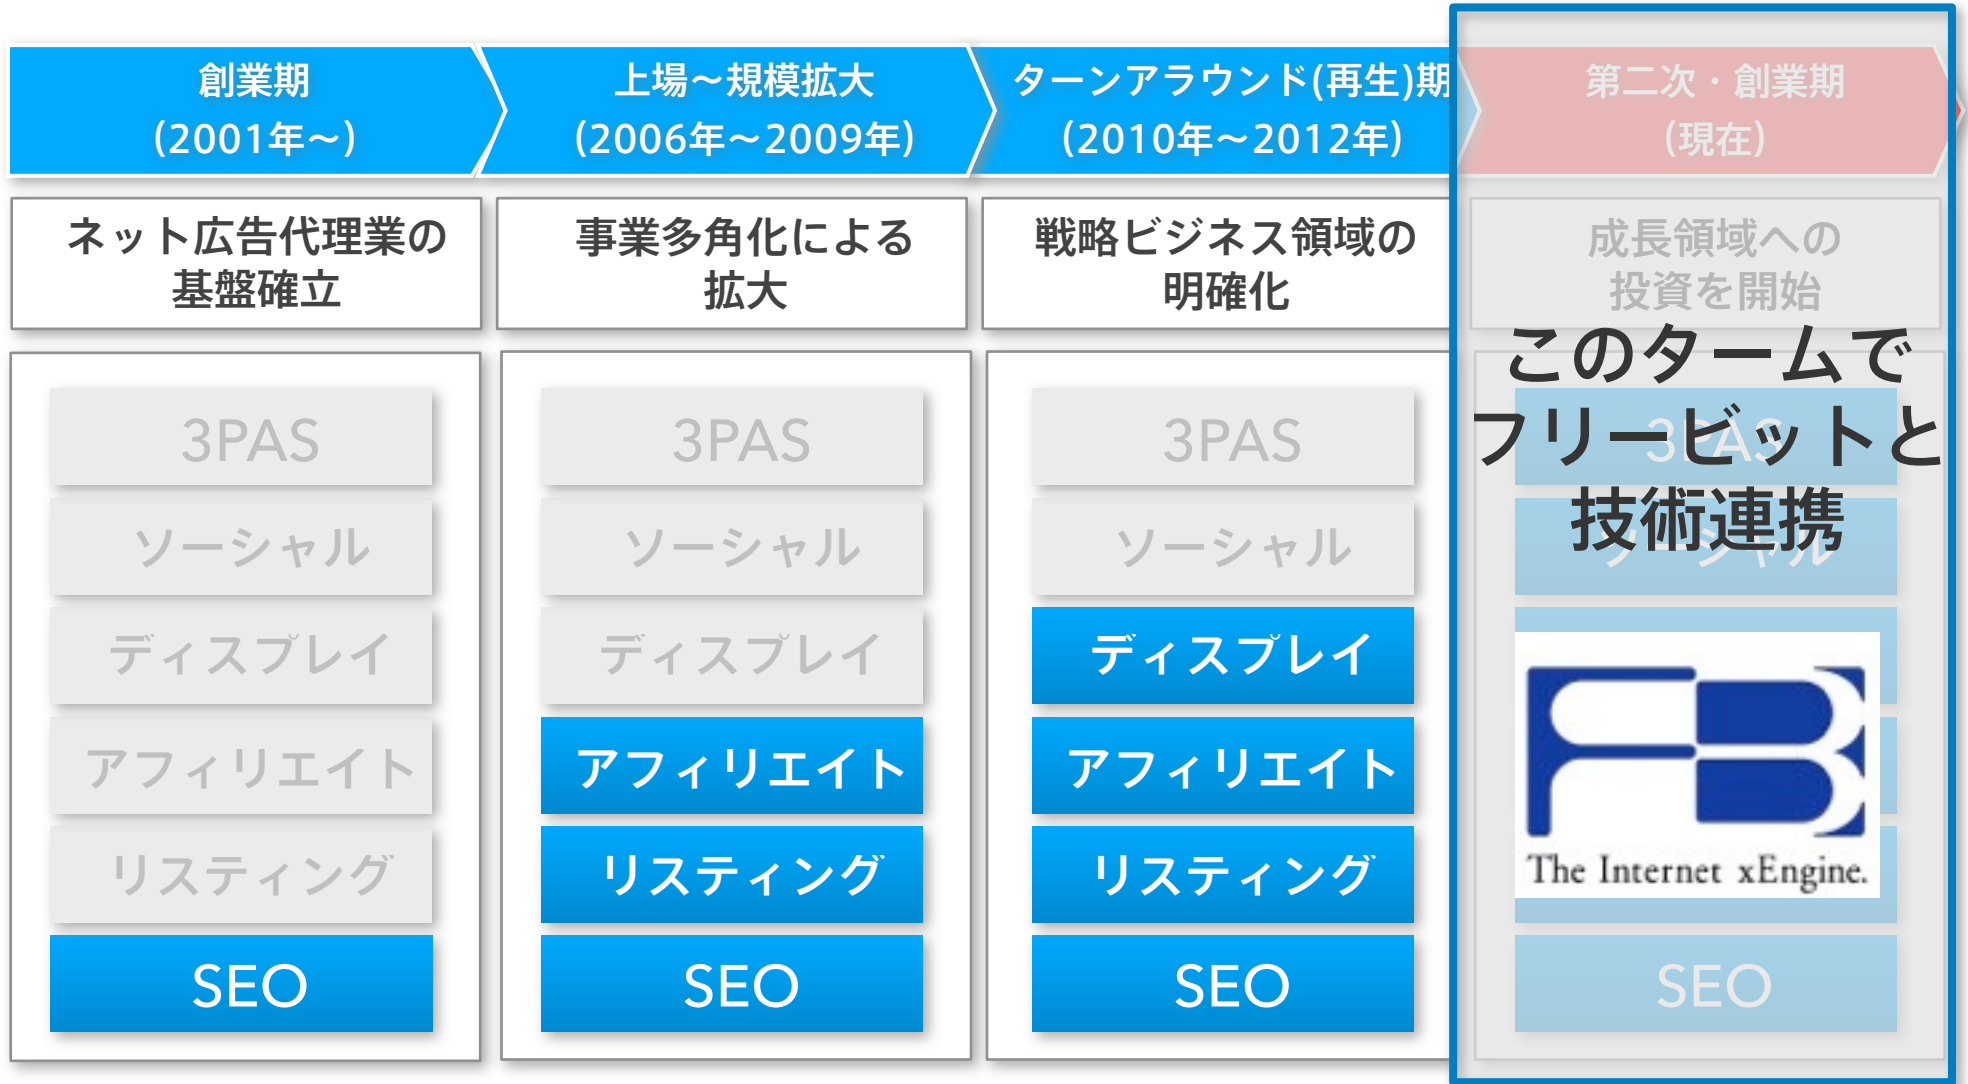 創業期
(2001年～)
上場～規模拡大
(2006年～2009年)
ターンアラウンド(再生)期
(2010年～2012年)
第二次・創業期
(現在)
ネット広告代理業の
基盤確立
事業多角化による
拡大
戦略ビジネス領域の
明確化
成長領域への
投資を開始
3PAS
ソーシャル
ディスプレイ
アフィリエイト
リスティング
SEO
3PAS
ソーシャル
ディスプレイ
アフィリエイト
リスティング
SEO
3PAS
ソーシャル
ディスプレイ
アフィリエイト
リスティング
SEO
このタームで
フリービットと
技術連携
3PAS
ソーシャル
FB
The Internet xEngine.
SEO